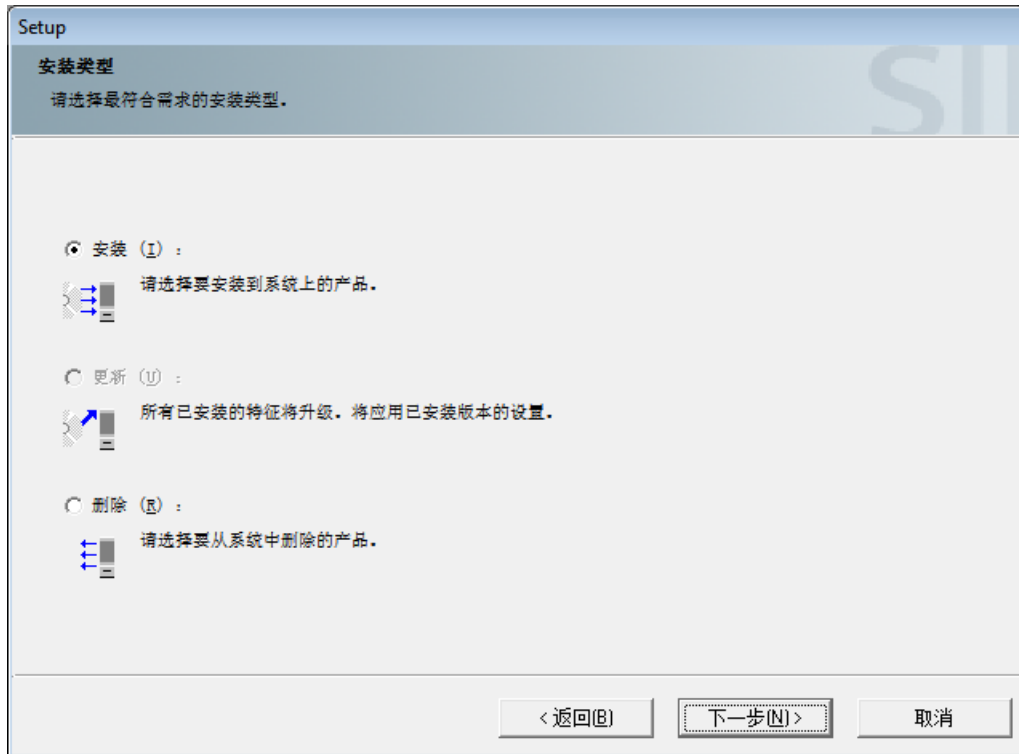 Setup
安装类型
请选择最符合需求的安装类型.
安装 (I) :
请选择要安装到系统上的产品.
更新 (U) :
所有已安装的特征将升级. 将应用已安装版本的设置.
删除 (R) :
请选择要从系统中删除的产品.
<返回(B)
下一步(N)>
取消